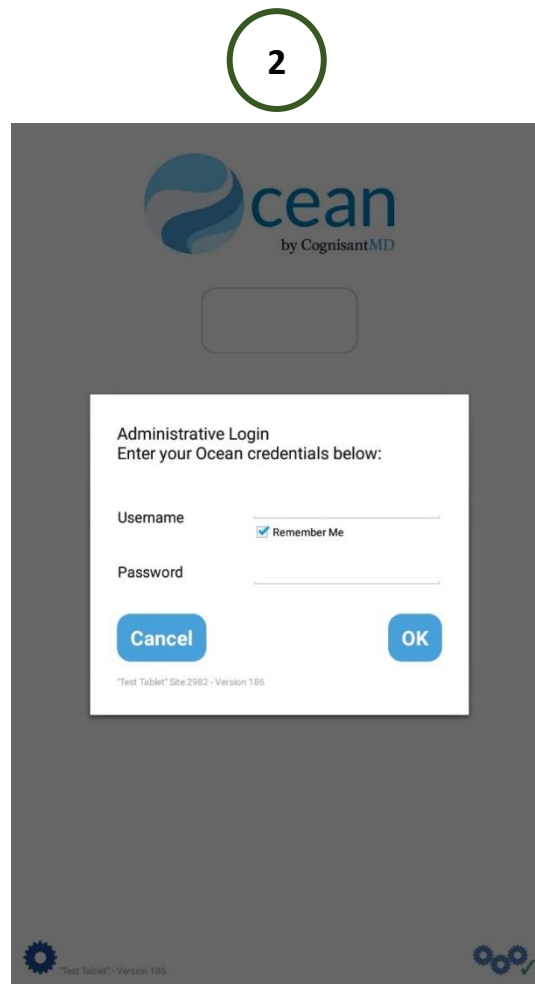 2
Ocean
by CognisantMD
Administrative Login
Enter your Ocean credentials below:
Username
Remember Me
Password
Cancel
OK
"Test Tablet" Site 2982 - Version 186
"Test Tablet" - Version 186